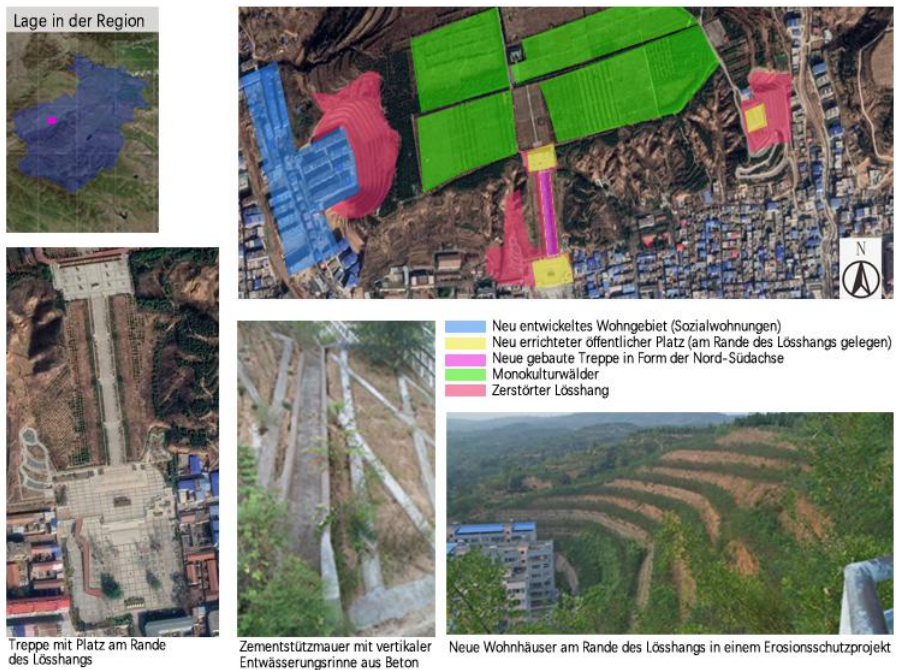 Lage in der Region
N
Neu entwickeltes Wohngebiet (Sozialwohnungen)
Neu errichteter öffentlicher Platz (am Rande des Lösshangs gelegen)
Neue gebaute Treppe in Form der Nord-Südachse
Monokulturwälder
Zerstörter Lösshang
Treppe mit Platz am Rande
des Lösshangs
Zementstützmauer mit vertikaler
Entwässerungsrinne aus Beton
Neue Wohnhäuser am Rande des Lösshangs in einem Erosionsschutzprojekt